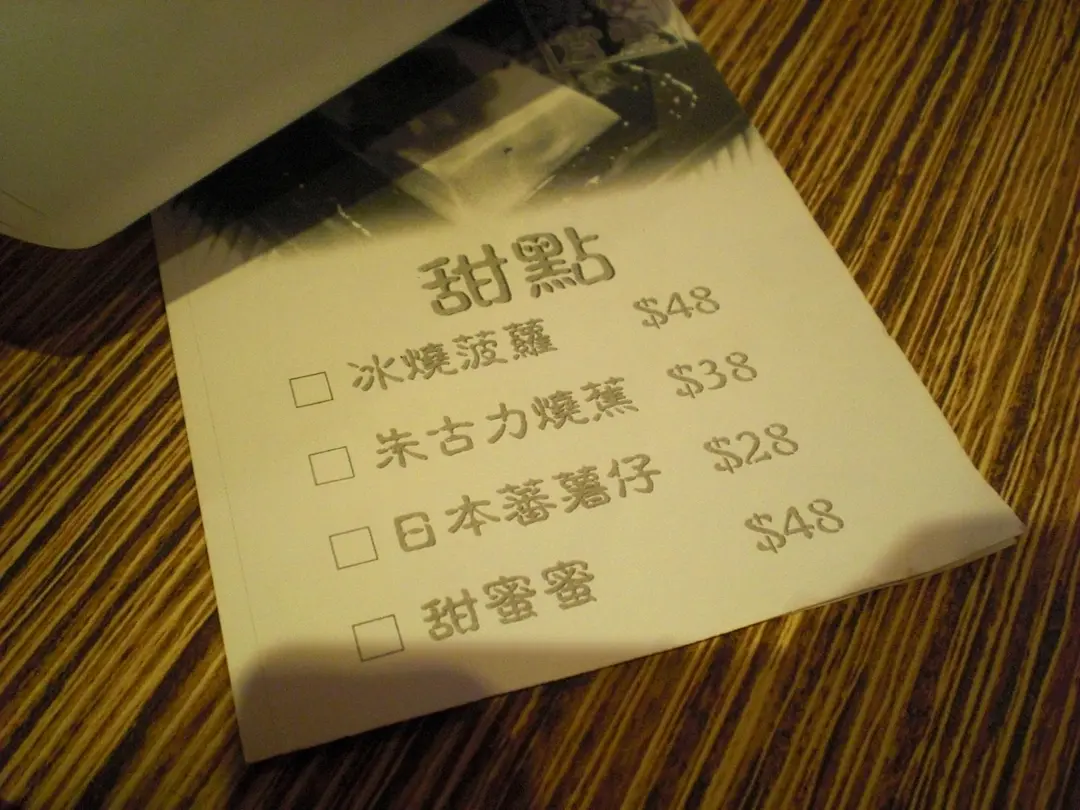 甜點
冰燒菠蘿 $48
朱古力燒蕉 $38
日本蕃薯仔 $28
甜蜜蜜 $48